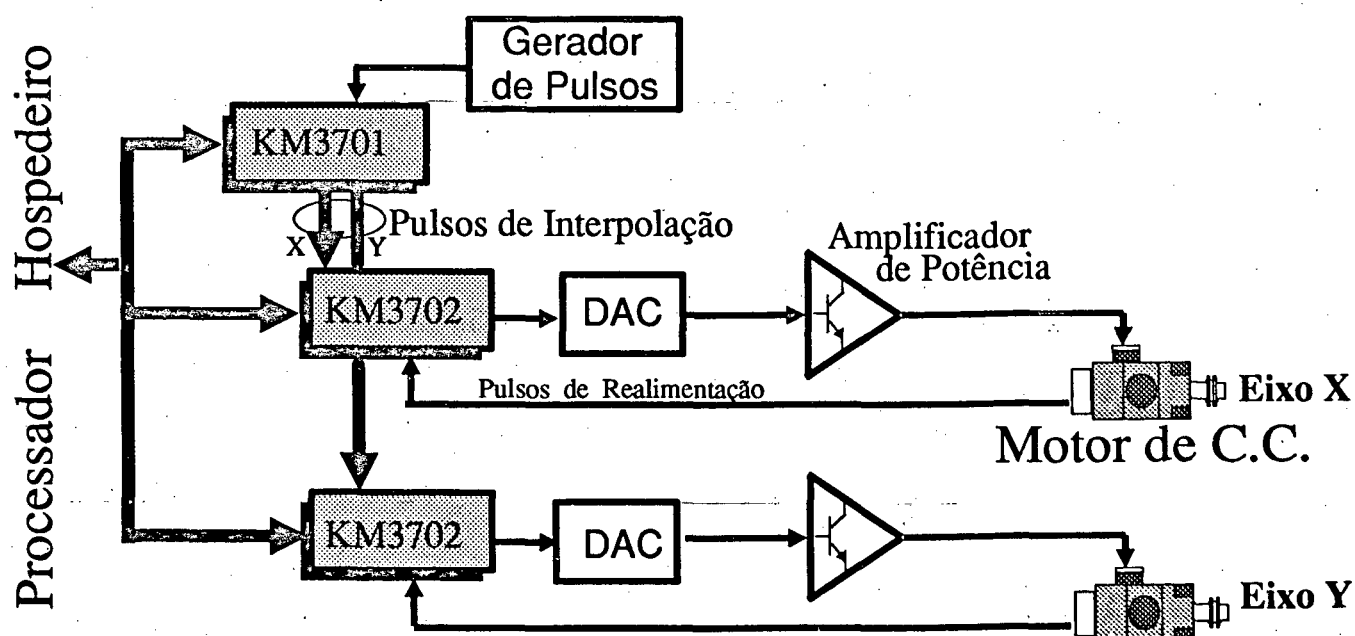 Gerador
de Pulsos
Processador Hospedeiro
KM3701
X
Y
Pulsos de Interpolação
Amplificador
de Potência
KM3702
DAC
Pulsos de Realimentação
Eixo X
Motor de C.C.
KM3702
DAC
Eixo Y